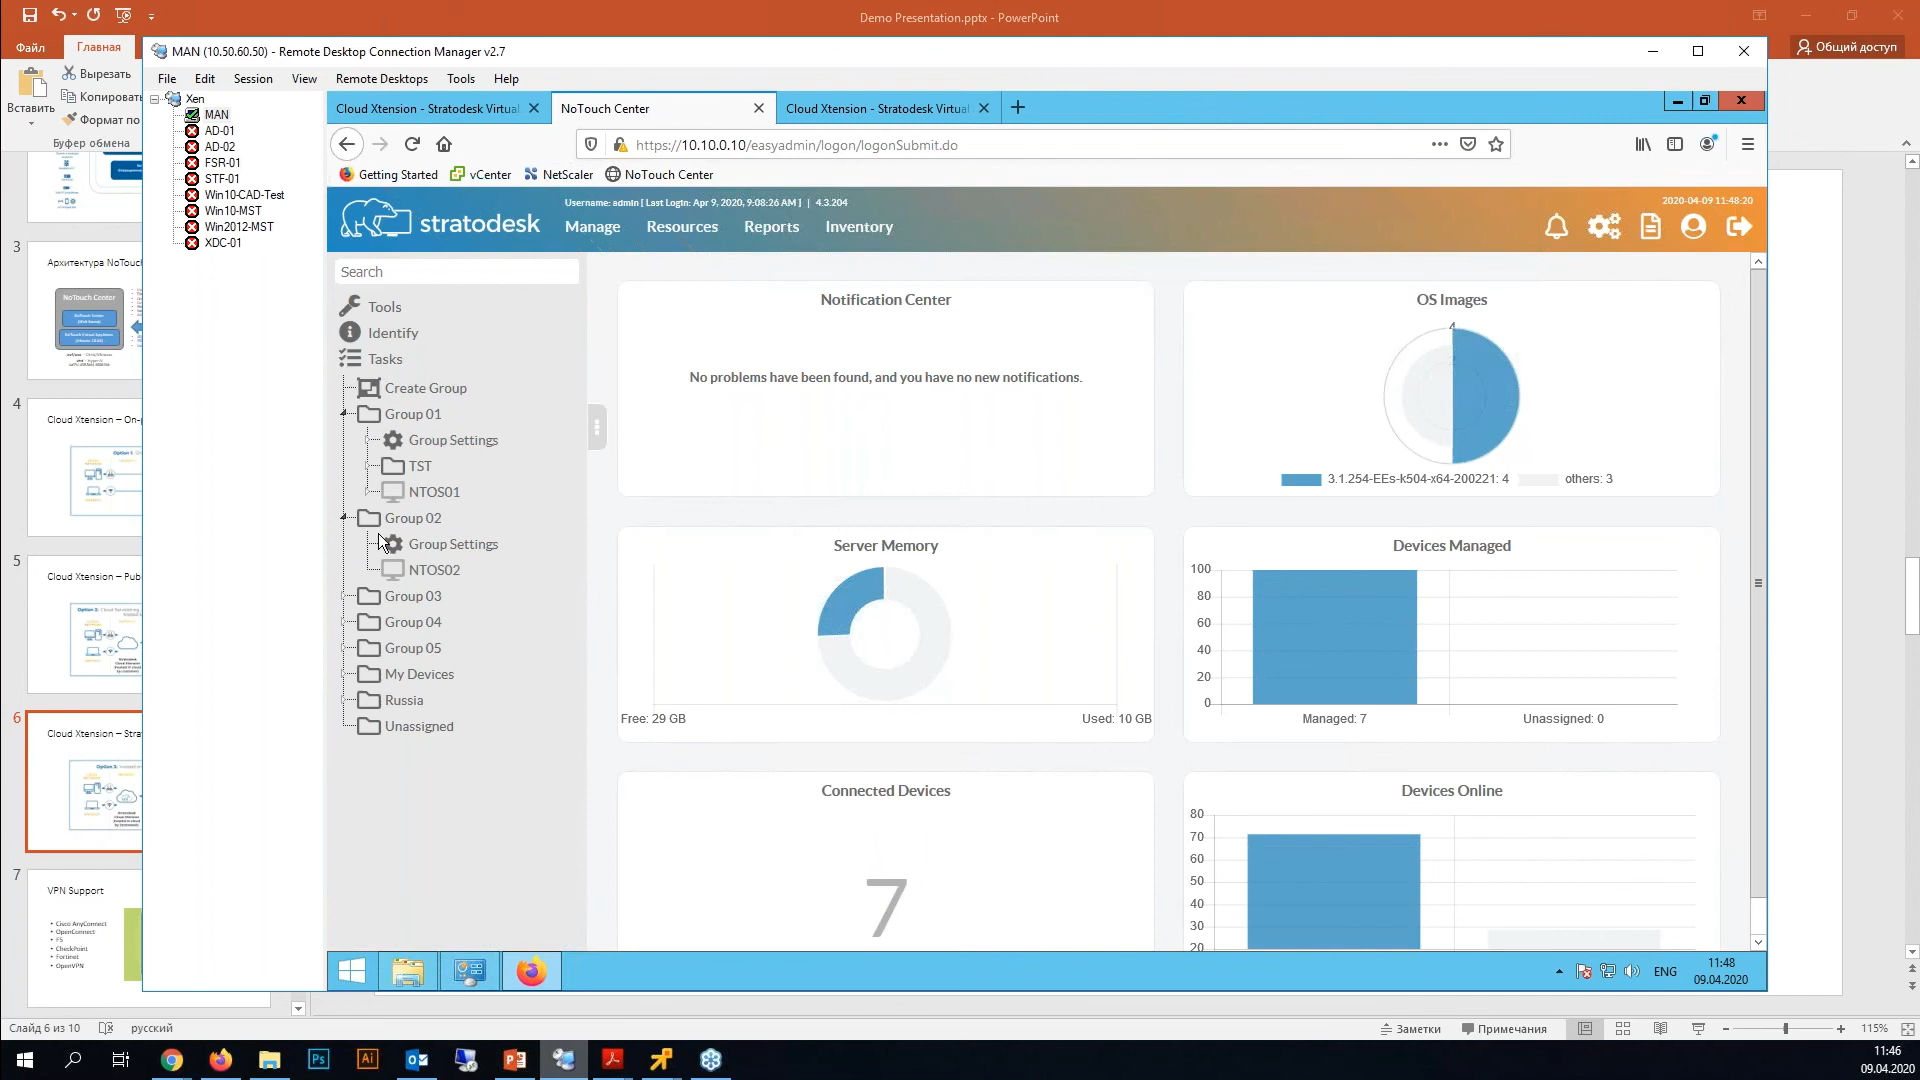 Demo Presentation.pptx - PowerPoint
Файл
Главная
Общий доступ
Вырезать
Вставить
Копировать
Формат по
Буфер обмена
3
Архитектура NoTouch
NoTouch Center
4
Cloud Xtension – On-p
5
Cloud Xtension – Pub
6
Cloud Xtension – Stra
7
VPN Support
• Cisco AnyConnect
• OpenConnect
• F5
• CheckPoint
• Fortinet
• OpenVPN
MAN (10.50.60.50) - Remote Desktop Connection Manager v2.7
File Edit Session View Remote Desktops Tools Help
Xen
MAN
AD-01
AD-02
FSR-01
STF-01
Win10-CAD-Test
Win10-MST
Win2012-MST
XDC-01
Cloud Xtension - Stratodesk Virtual
NoTouch Center
Cloud Xtension - Stratodesk Virtual
https://10.10.0.10/easyadmin/logon/logonSubmit.do
Getting Started vCenter NetScaler NoTouch Center
stratodesk
Username: admin [ Last Login: Apr 9, 2020, 9:08:26 AM ] | 4.3.204
2020-04-09 11:48:20
Manage Resources Reports Inventory
Search
Tools
Identify
Tasks
Create Group
Group 01
Group Settings
TST
NTOS01
Group 02
Group Settings
NTOS02
Group 03
Group 04
Group 05
My Devices
Russia
Unassigned
Notification Center
No problems have been found, and you have no new notifications.
OS Images
4
3.1.254-EEs-k504-x64-200221: 4
others: 3
Server Memory
Free: 29 GB
Used: 10 GB
Devices Managed
100
80
60
40
20
0
Managed: 7
Unassigned: 0
Connected Devices
7
Devices Online
80
70
60
50
40
30
20
ENG
11:48
09.04.2020
Слайд 6 из 10
русский
Заметки
Примечания
115%
11:46
09.04.2020